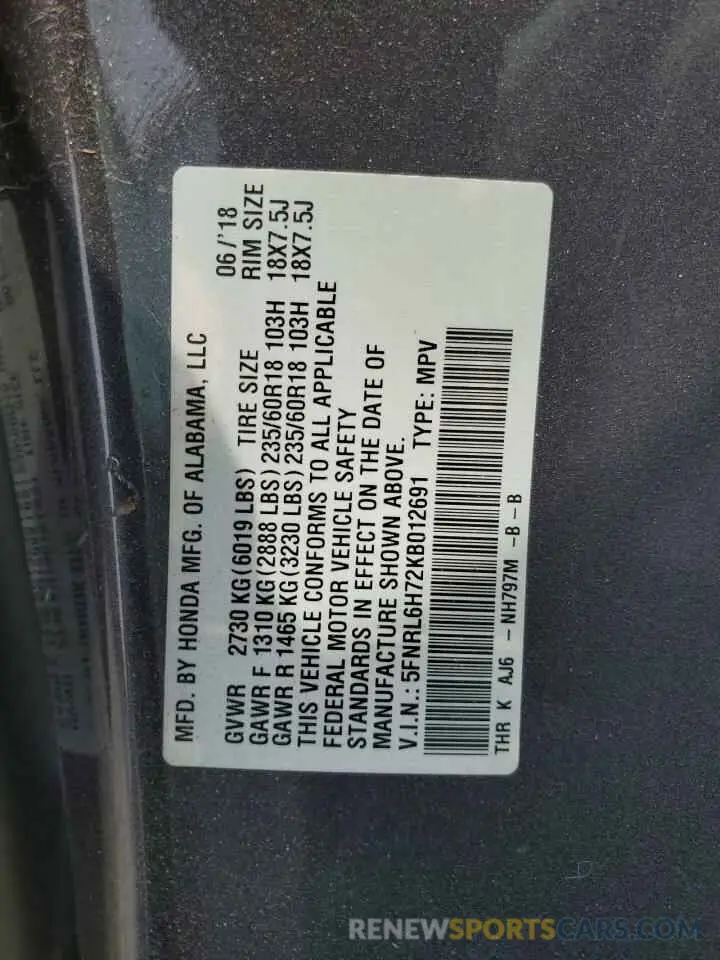 MFD. BY HONDA MFG. OF ALABAMA, LLC
06/'18
GVWR 2730 KG(6019 LBS) TIRE SIZE RIM SIZE
GAWR F 1310 KG(2888 LBS)235/60R18 103H 18X7.5J
GAWR R 1465 KG(3230 LBS)235/60R18 103H 18X7.5J
THIS VEHICLE CONFORMS TO ALL APPLICABLE
FEDERAL MOTOR VEHICLE SAFETY
STANDARDS IN EFFECT ON THE DATE OF
MANUFACTURE SHOWN ABOVE.
V.I.N.: 5FNRL6H72KB012691 TYPE: MPV
THR K AJ6 - NH797M -B - B
RENEWSPORTSCARS.COM